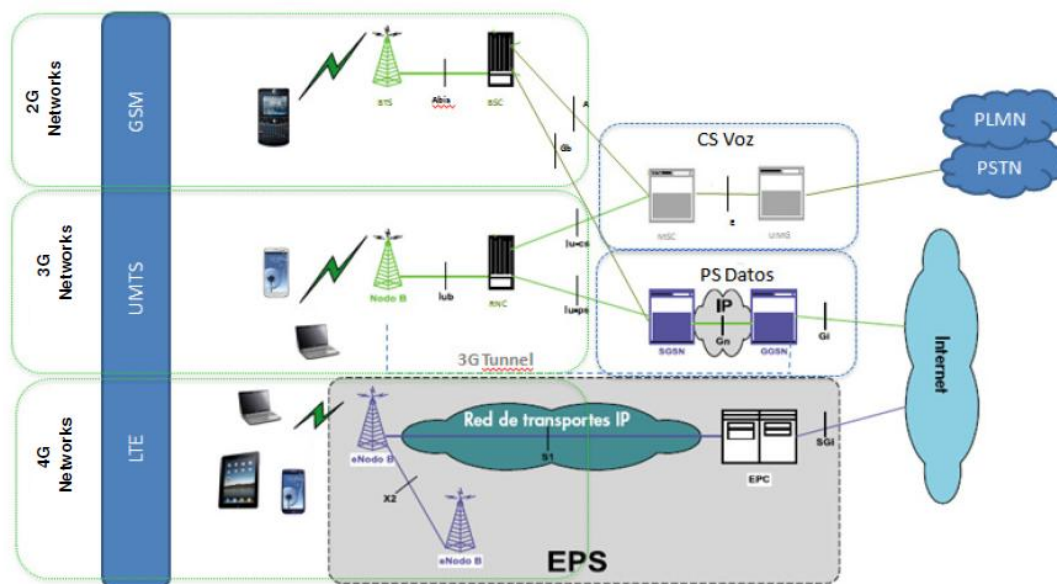 2G
Networks
GSM
BTS
Abis
BSC
A
Gb
CS Voz
MSC
E
PLMN
PSTN
3G
Networks
UMTS
Nodo B
Iub
RNC
Iu-cs
Iu-ps
PS Datos
IP
SGSN
Gn
GGSN
Gi
Internet
3G Tunnel
4G
Networks
LTE
eNodo B
Red de transportes IP
S1
EPC
SGi
X2
eNodo B
EPS